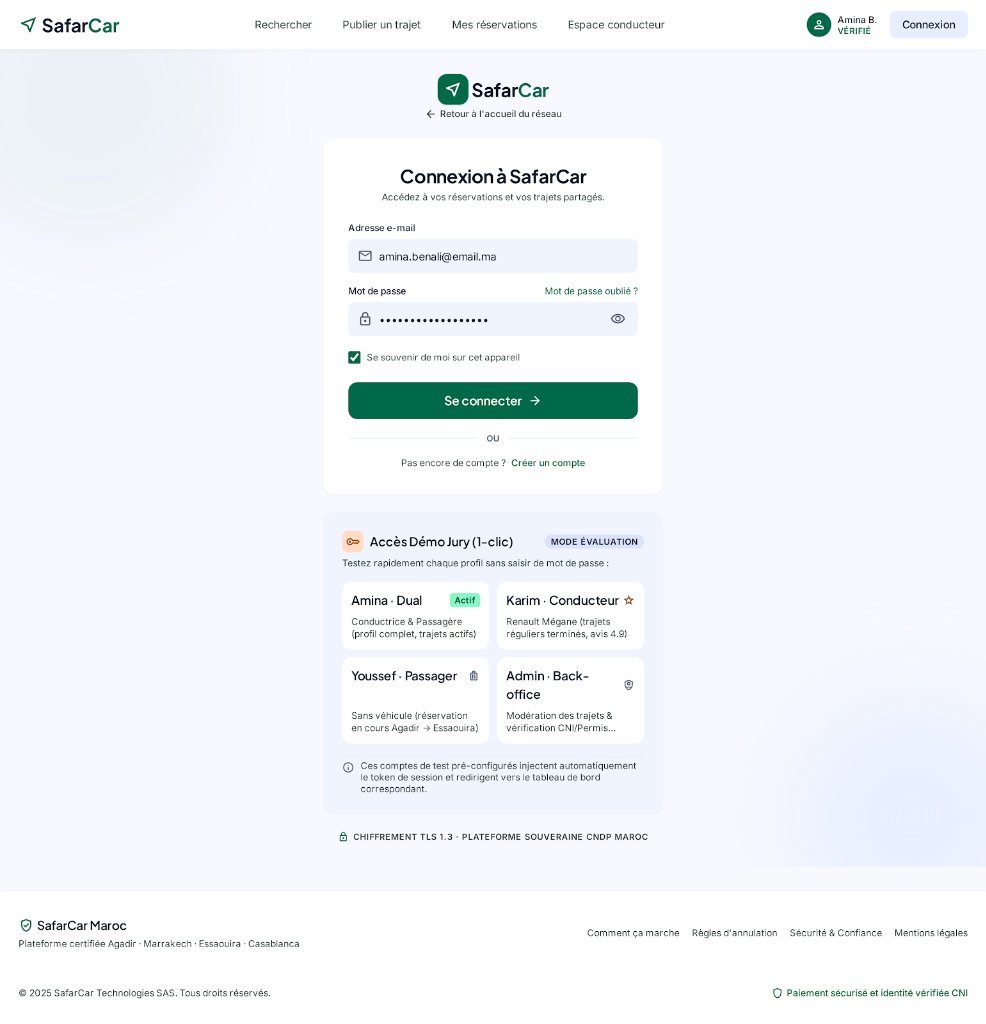 SafarCar
Rechercher
Publier un trajet
Mes réservations
Espace conducteur
Amina B.
VÉRIFIÉ
Connexion
SafarCar
← Retour à l'accueil du réseau
Connexion à SafarCar
Accédez à vos réservations et vos trajets partagés.
Adresse e-mail
amina.benali@email.ma
Mot de passe
Mot de passe oublié ?
••••••••••••••••••
Se souvenir de moi sur cet appareil
Se connecter →
OU
Pas encore de compte ? Créer un compte
Accès Démo Jury (1-clic)
MODE ÉVALUATION
Testez rapidement chaque profil sans saisir de mot de passe :
Amina · Dual
Actif
Conductrice & Passagère
(profil complet, trajets actifs)
Karim · Conducteur
Renault Mégane (trajets
réguliers terminés, avis 4.9)
Youssef · Passager
Sans véhicule (réservation
en cours Agadir → Essaouira)
Admin · Back-
office
Modération des trajets &
vérification CNI/Permis...
Ces comptes de test pré-configurés injectent automatiquement
le token de session et redirigent vers le tableau de bord
correspondant.
CHIFFREMENT TLS 1.3 · PLATEFORME SOUVERAINE CNDP MAROC
SafarCar Maroc
Plateforme certifiée Agadir · Marrakech · Essaouira · Casablanca
Comment ça marche
Règles d'annulation
Sécurité & Confiance
Mentions légales
© 2025 SafarCar Technologies SAS. Tous droits réservés.
Paiement sécurisé et identité vérifiée CNI